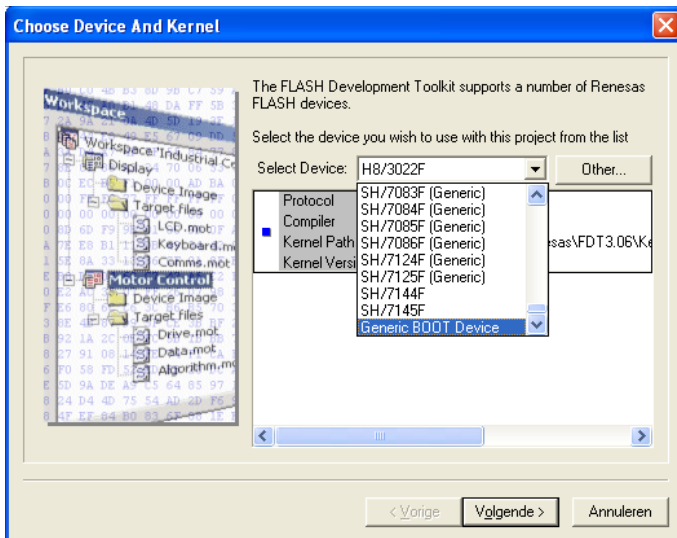 Choose Device And Kernel
Workspace
Workspace "Industrial Ce
Display
Device Image
Target files
LCD.mot
Keyboard.m
Comms.mot
Motor Control
Device Image
Target files
Drive.mot
Data.mot
Algorithm.mo
The FLASH Development Toolkit supports a number of Renesas
FLASH devices.
Select the device you wish to use with this project from the list
Select Device: H8/3022F Other...
Protocol
Compiler
Kernel Path
Kernel Versi
esas\FDT3.06\Ke
SH/7083F (Generic)
SH/7084F (Generic)
SH/7085F (Generic)
SH/7086F (Generic)
SH/7124F (Generic)
SH/7125F (Generic)
SH/7144F
SH/7145F
Generic BOOT Device
< Vorige Volgende > Annuleren